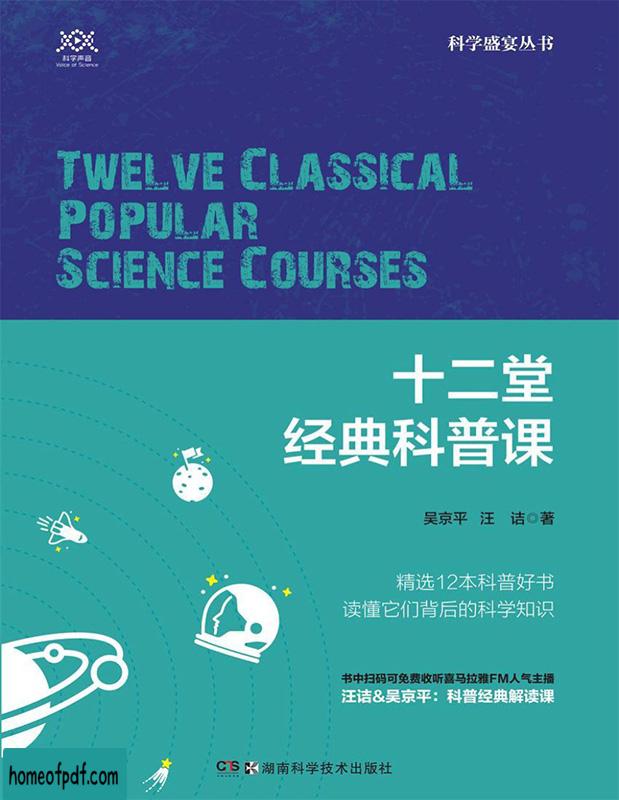 科学声音
Voice of Science
科学盛宴丛书
TWELVE CLASSICAL
POPULAR
SCIENCE COURSES
十二堂
经典科普课
吴京平 汪 诘◎著
精选12本科普好书
读懂它们背后的科学知识
书中扫码可免费收听喜马拉雅FM人气主播
汪诘&吴京平：科普经典解读课
湖南科学技术出版社
homeofpdf.com